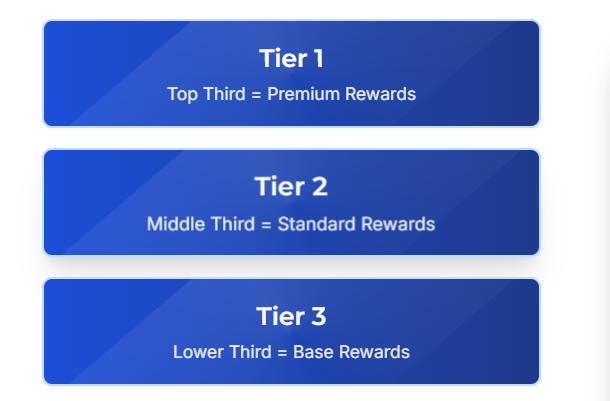 Tier 1
Top Third = Premium Rewards
Tier 2
Middle Third = Standard Rewards
Tier 3
Lower Third = Base Rewards